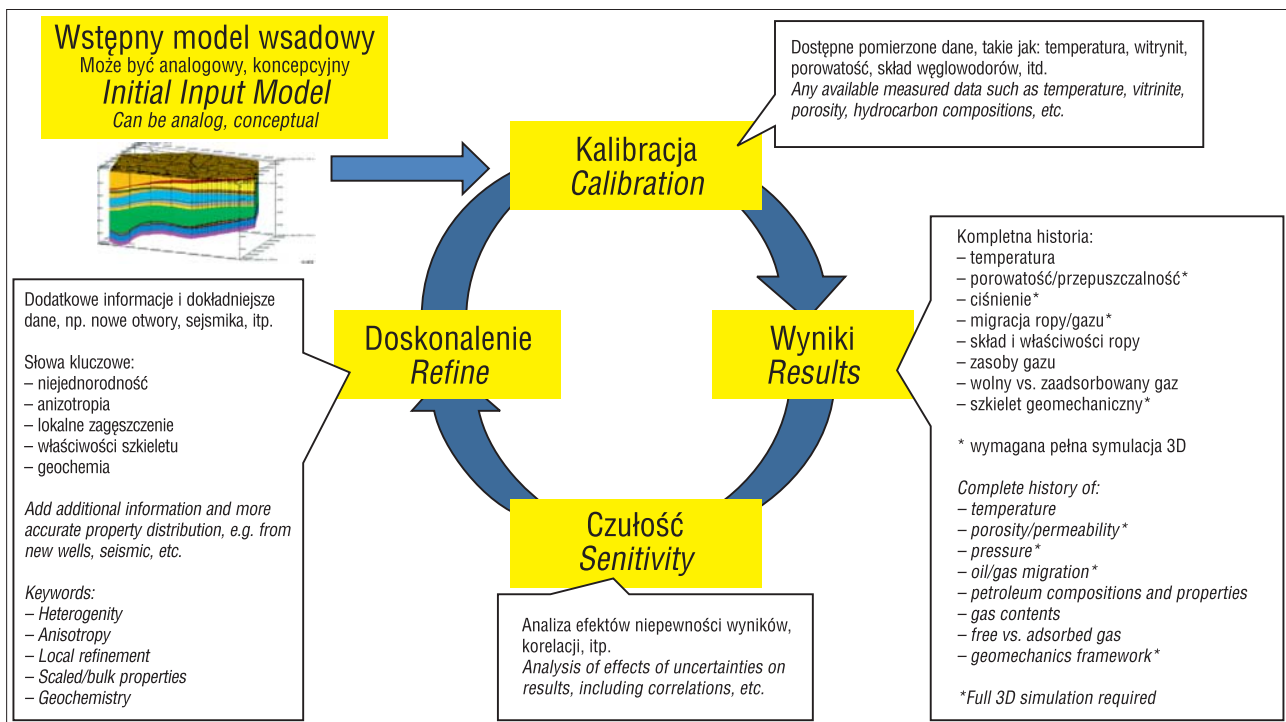 Wstępny model wsadowy
Może być analogowy, koncepcyjny
Initial Input Model
Can be analog, conceptual
Dostępne pomierzone dane, takie jak: temperatura, witrynit,
porowatość, skład węglowodorów, itd.
Any available measured data such as temperature, vitrinite,
porosity, hydrocarbon compositions, etc.
Kalibracja
Calibration
Kompletna historia:
– temperatura
– porowatość/przepuszczalność*
– ciśnienie*
– migracja ropy/gazu*
– skład i właściwości ropy
– zasoby gazu
– wolny vs. zaadsorbowany gaz
– szkielet geomechaniczny*
* wymagana pełna symulacja 3D
Complete history of:
– temperature
– porosity/permeability*
– pressure*
– oil/gas migration*
– petroleum compositions and properties
– gas contents
– free vs. adsorbed gas
– geomechanics framework*
*Full 3D simulation required
Wyniki
Results
Czułość
Senitivity
Analiza efektów niepewności wyników,
korelacji, itp.
Analysis of effects of uncertainties on
results, including correlations, etc.
Doskonalenie
Refine
Dodatkowe informacje i dokładniejsze
dane, np. nowe otwory, sejsmika, itp.
Słowa kluczowe:
– niejednorodność
– anizotropia
– lokalne zagęszczenie
– właściwości szkieletu
– geochemia
Add additional information and more
accurate property distribution, e.g. from
new wells, seismic, etc.
Keywords:
– Heterogenity
– Anisotropy
– Local refinement
– Scaled/bulk properties
– Geochemistry